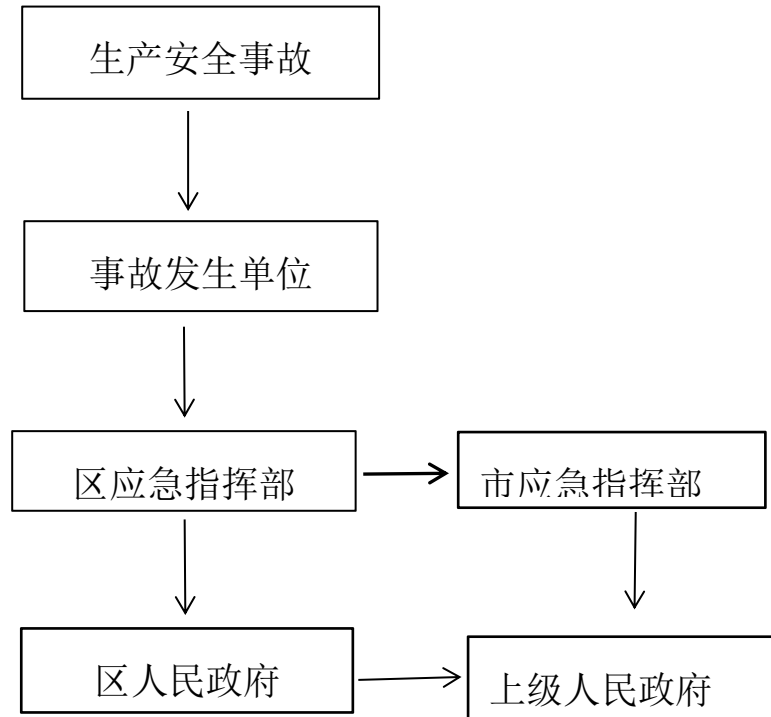 生产安全事故
事故发生单位
区应急指挥部
市应急指挥部
区人民政府
上级人民政府